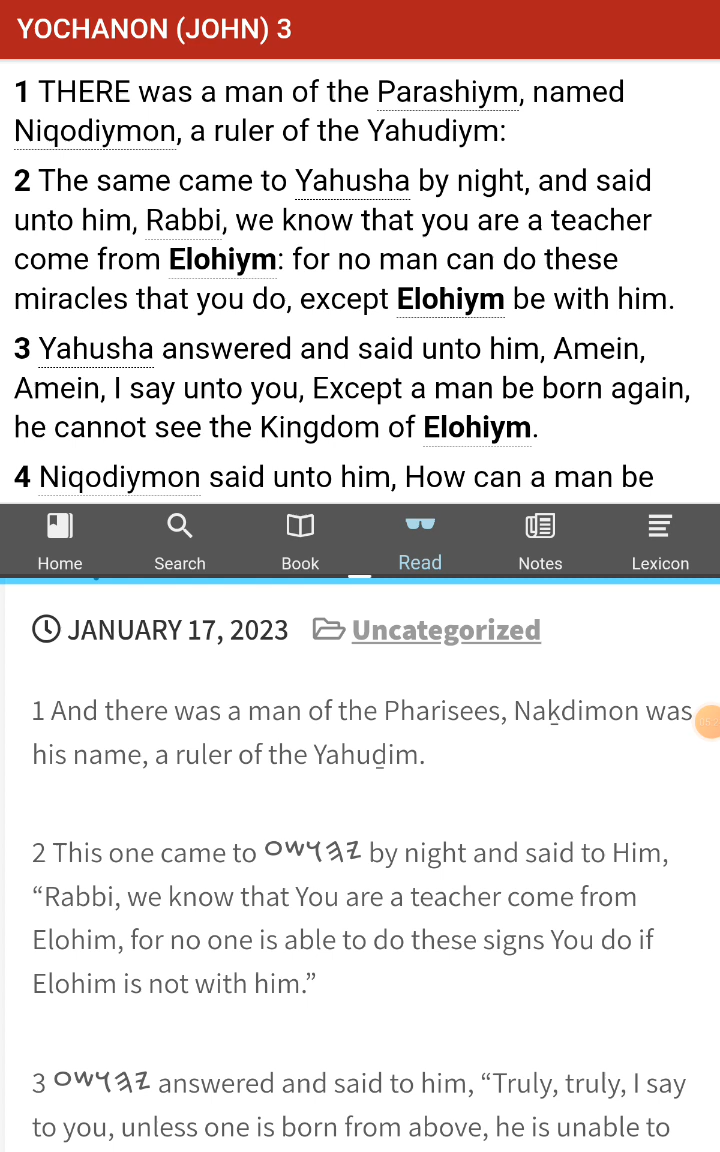 YOCHANON (JOHN) 3
1 THERE was a man of the Parashiym, named
Niqodiymon, a ruler of the Yahudiym:
2 The same came to Yahusha by night, and said
unto him, Rabbi, we know that you are a teacher
come from Elohiym: for no man can do these
miracles that you do, except Elohiym be with him.
3 Yahusha answered and said unto him, Amein,
Amein, I say unto you, Except a man be born again,
he cannot see the Kingdom of Elohiym.
4 Niqodiymon said unto him, How can a man be
Home Search Book Read Notes Lexicon
JANUARY 17, 2023 Uncategorized
1 And there was a man of the Pharisees, Naḵdimon was
his name, a ruler of the Yahuḏim.
2 This one came to 𐤉𐤄𐤅𐤔𐤏 by night and said to Him,
“Rabbi, we know that You are a teacher come from
Elohim, for no one is able to do these signs You do if
Elohim is not with him.”
3 𐤉𐤄𐤅𐤔𐤏 answered and said to him, “Truly, truly, I say
to you, unless one is born from above, he is unable to